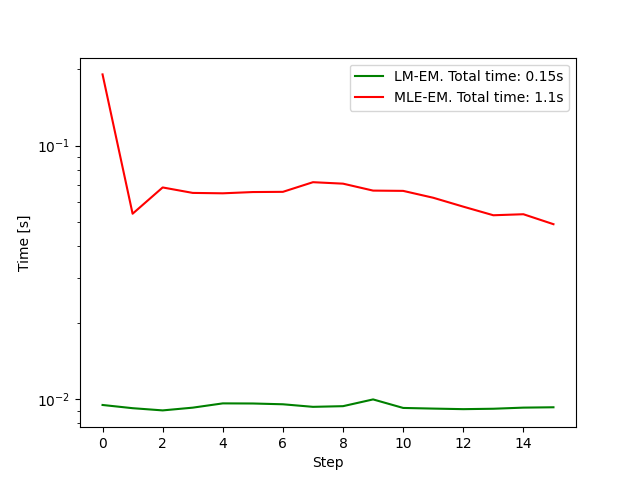 LM-EM. Total time: 0.15s
MLE-EM. Total time: 1.1s
10⁻¹
10⁻²
Time [s]
0 2 4 6 8 10 12 14
Step